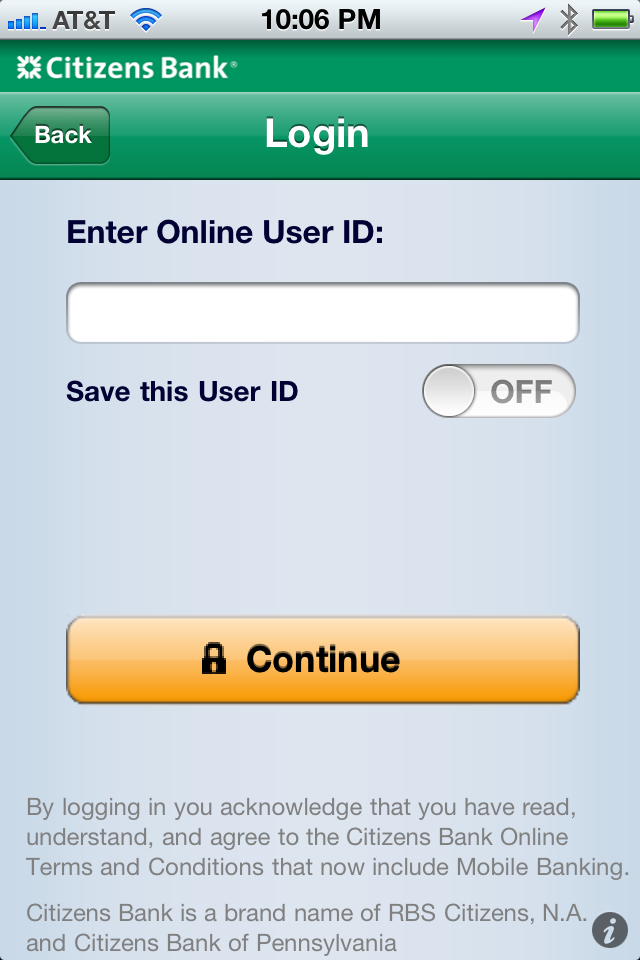 AT&T 10:06 PM
Citizens Bank®
Back Login
Enter Online User ID:
Save this User ID OFF
Continue
By logging in you acknowledge that you have read,
understand, and agree to the Citizens Bank Online
Terms and Conditions that now include Mobile Banking.
Citizens Bank is a brand name of RBS Citizens, N.A.
and Citizens Bank of Pennsylvania
i